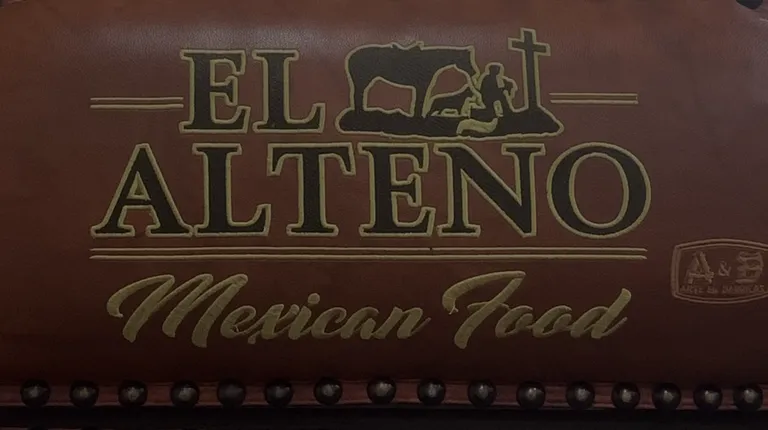 EL
ALTENO
Mexican Food
A & B